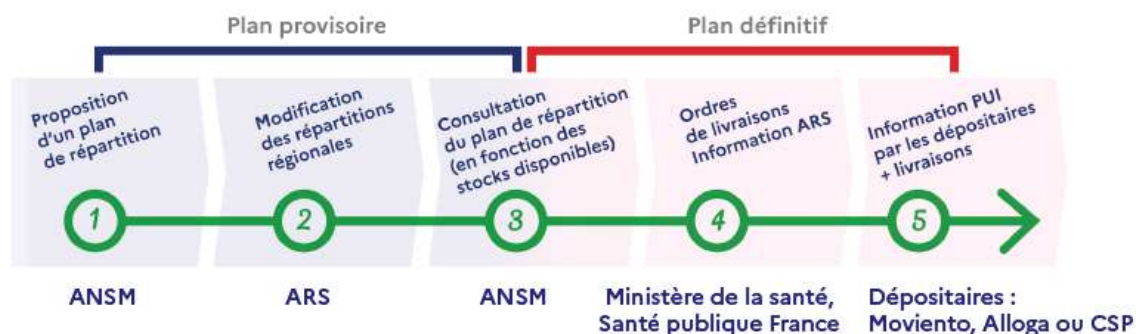 Plan provisoire
Plan définitif
Proposition
d'un plan
de répartition
Modification
des répartitions
régionales
Consultation
du plan de répartition
(en fonction des
stocks disponibles)
Ordres
de livraisons
Information ARS
Information PUI
par les dépositaires
+ livraisons
1
2
3
4
5
ANSM
ARS
ANSM
Ministère de la santé,
Santé publique France
Dépositaires :
Moviento, Alloga ou CSP